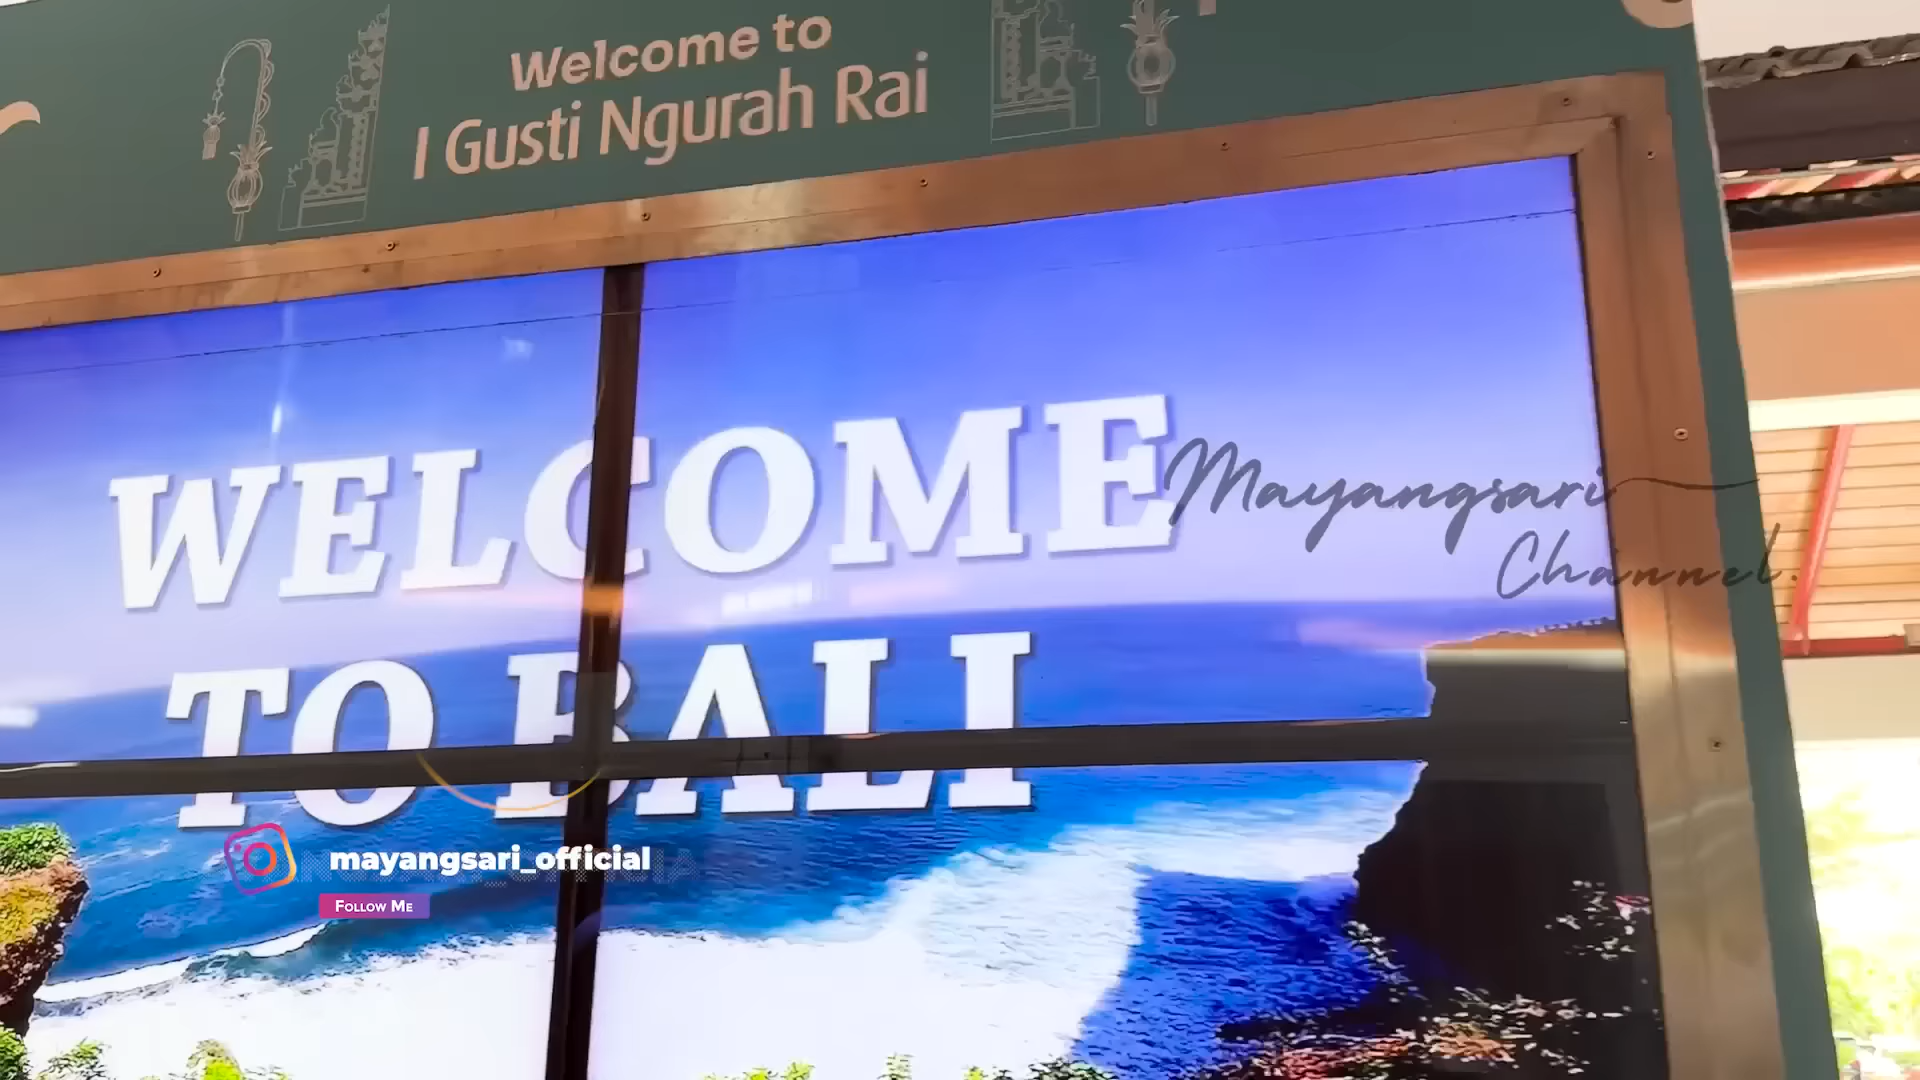 Welcome to
I Gusti Ngurah Rai
WELCOME
TO BALI
Mayangsari
Channel.
mayangsari_official
Follow Me